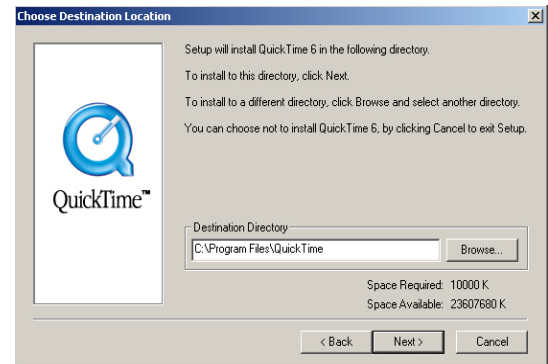 Choose Destination Location
Setup will install QuickTime 6 in the following directory.
To install to this directory, click Next.
To install to a different directory, click Browse and select another directory.
You can choose not to install QuickTime 6, by clicking Cancel to exit Setup.
QuickTime™
Destination Directory
C:\Program Files\QuickTime
Browse...
Space Required: 10000 K
Space Available: 23607680 K
< Back
Next >
Cancel